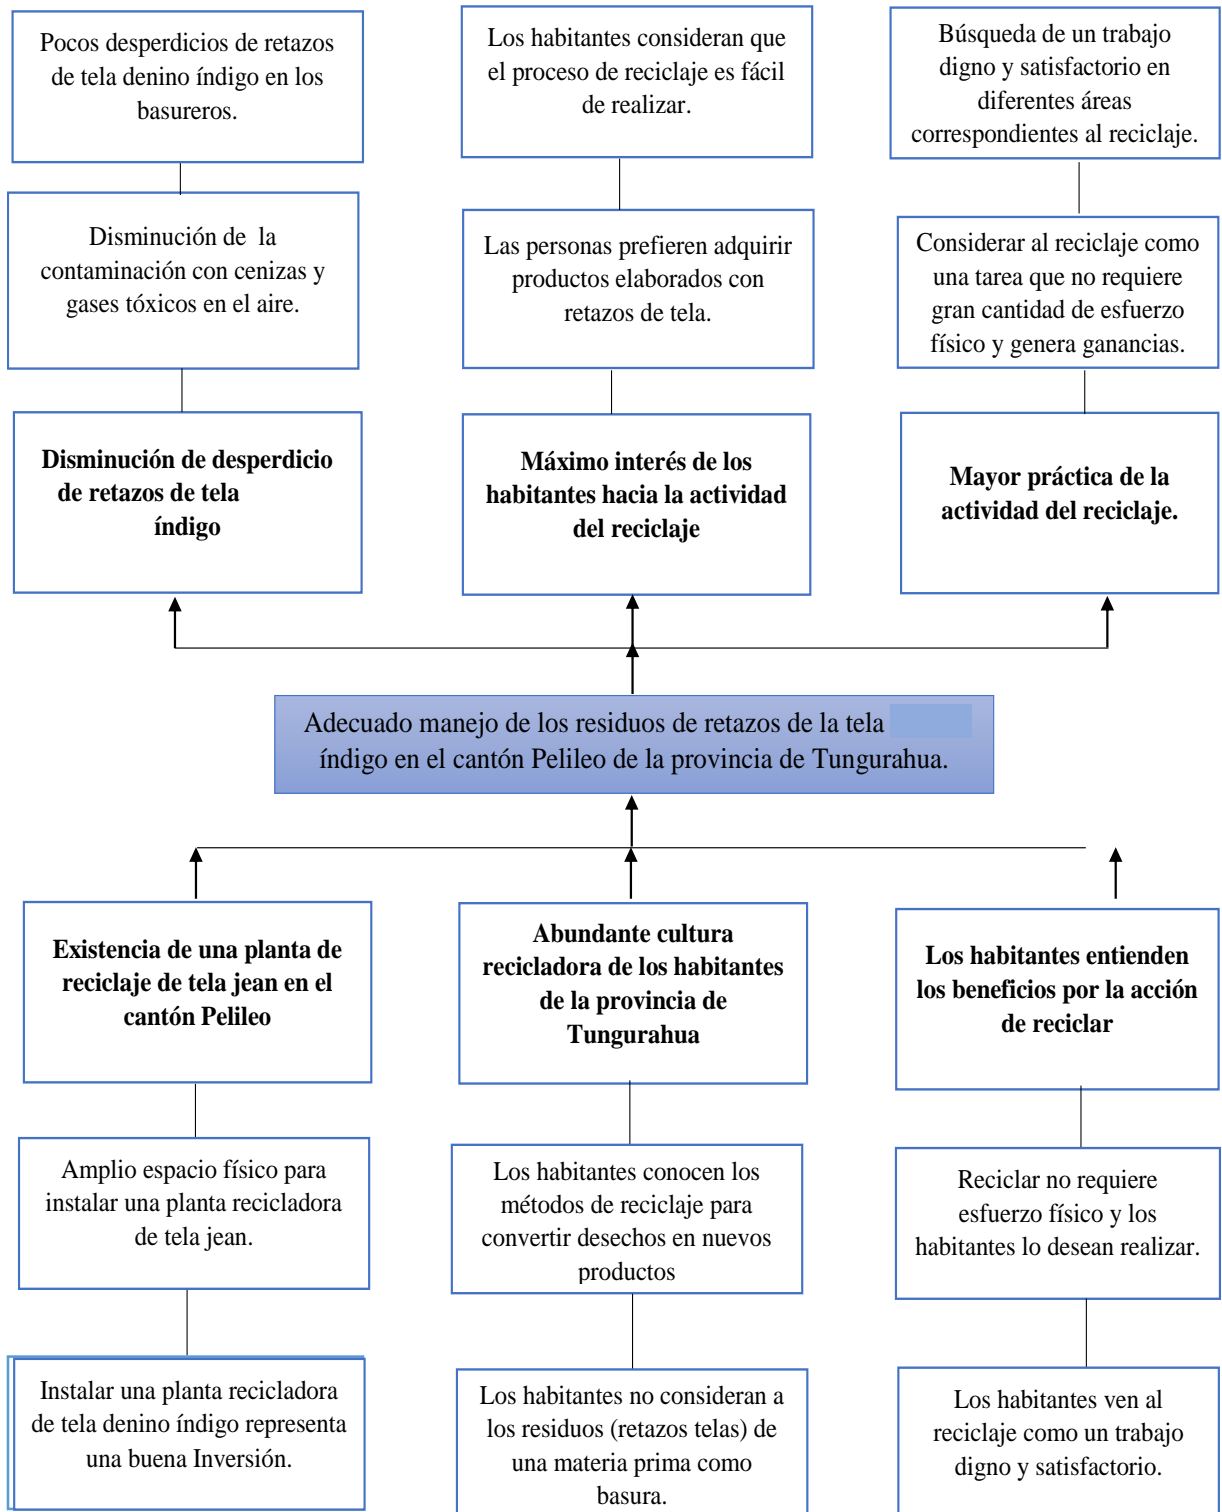 Pocos desperdicios de retazos
de tela denino índigo en los
basureros.
Los habitantes consideran que
el proceso de reciclaje es fácil
de realizar.
Búsqueda de un trabajo
digno y satisfactorio en
diferentes áreas
correspondientes al reciclaje.
Disminución de la
contaminación con cenizas y
gases tóxicos en el aire.
Las personas prefieren adquirir
productos elaborados con
retazos de tela.
Considerar al reciclaje como
una tarea que no requiere
gran cantidad de esfuerzo
físico y genera ganancias.
Disminución de desperdicio
de retazos de tela
índigo
Máximo interés de los
habitantes hacia la actividad
del reciclaje
Mayor práctica de la
actividad del reciclaje.
Adecuado manejo de los residuos de retazos de la tela
índigo en el cantón Pelileo de la provincia de Tungurahua.
Existencia de una planta de
reciclaje de tela jean en el
cantón Pelileo
Abundante cultura
recicladora de los habitantes
de la provincia de
Tungurahua
Los habitantes entienden
los beneficios por la acción
de reciclar
Amplio espacio físico para
instalar una planta recicladora
de tela jean.
Los habitantes conocen los
métodos de reciclaje para
convertir desechos en nuevos
productos
Reciclar no requiere
esfuerzo físico y los
habitantes lo desean realizar.
Instalar una planta recicladora
de tela denino índigo representa
una buena Inversión.
Los habitantes no consideran a
los residuos (retazos telas) de
una materia prima como
basura.
Los habitantes ven al
reciclaje como un trabajo
digno y satisfactorio.